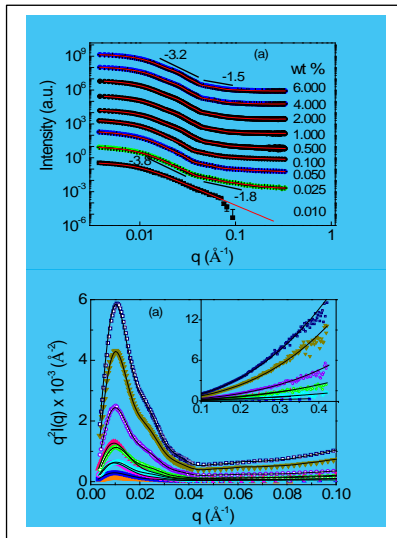 (a)
-3.2
-1.5
-3.8
-1.8
wt %
6.000
4.000
2.000
1.000
0.500
0.100
0.050
0.025
0.010
Intensity (a.u.)
10⁹
10⁶
10³
10⁰
10⁻³
10⁻⁶
0.01 0.1 1
q (Å⁻¹)
(a)
q²I(q) x 10⁻³ (Å⁻²)
6
4
2
0
0.00 0.02 0.04 0.06 0.08 0.10
q (Å⁻¹)
12
6
0
0.1 0.2 0.3 0.4